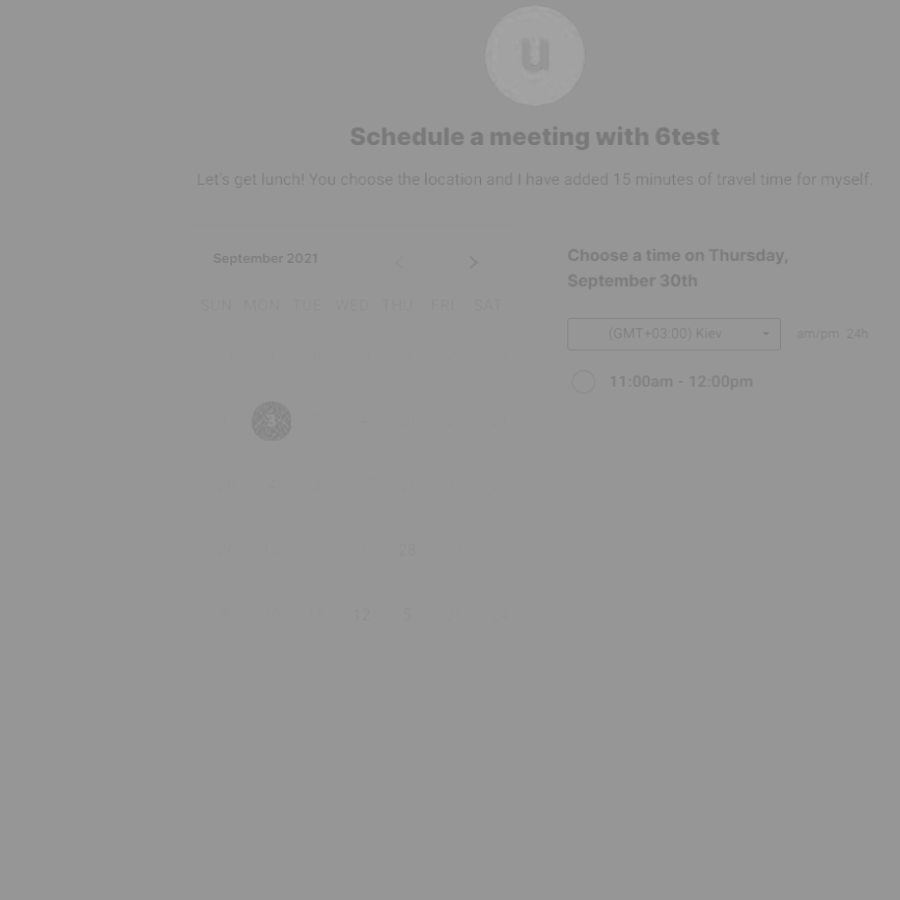 u
Schedule a meeting with 6test
Let's get lunch! You choose the location and I have added 15 minutes of travel time for myself.
September 2021
SUN MON TUE WED THU FRI SAT
28
12
Choose a time on Thursday,
September 30th
(GMT+03:00) Kiev
am/pm 24h
11:00am - 12:00pm